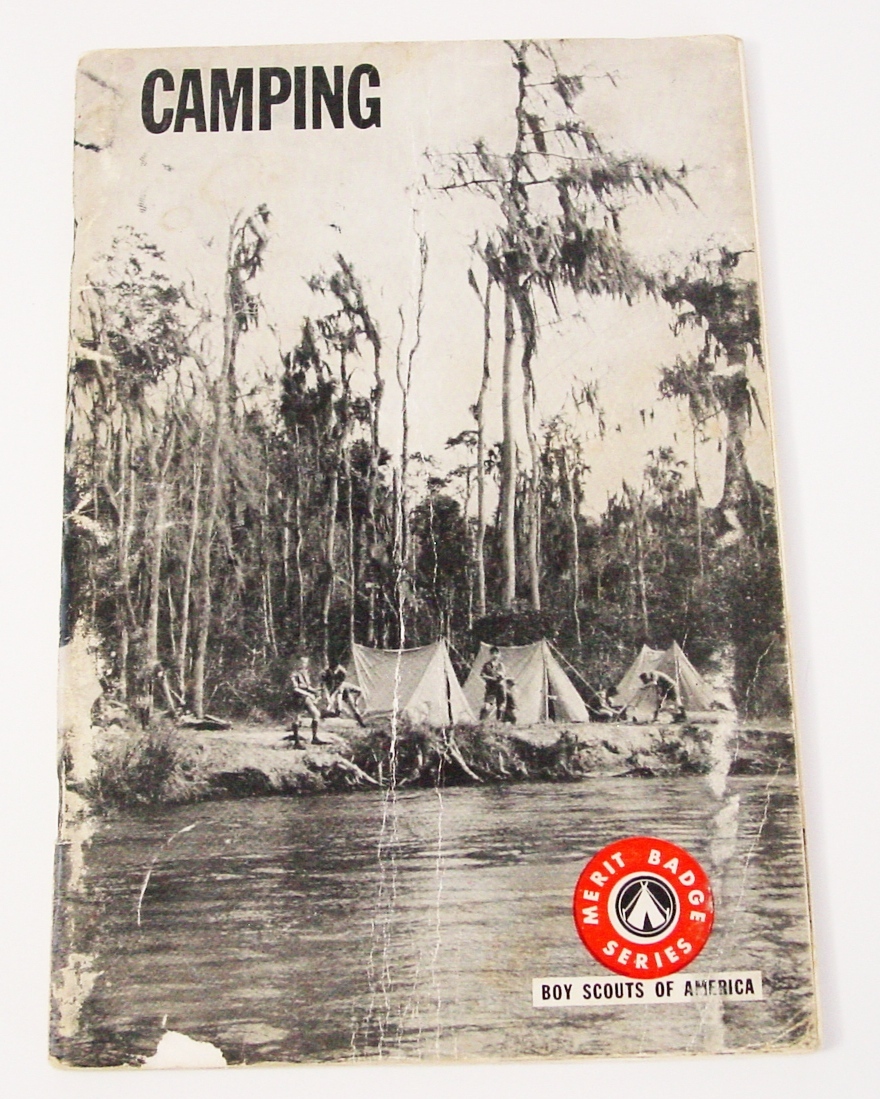 CAMPING
MERIT BADGE
SERIES
BOY SCOUTS OF AMERICA